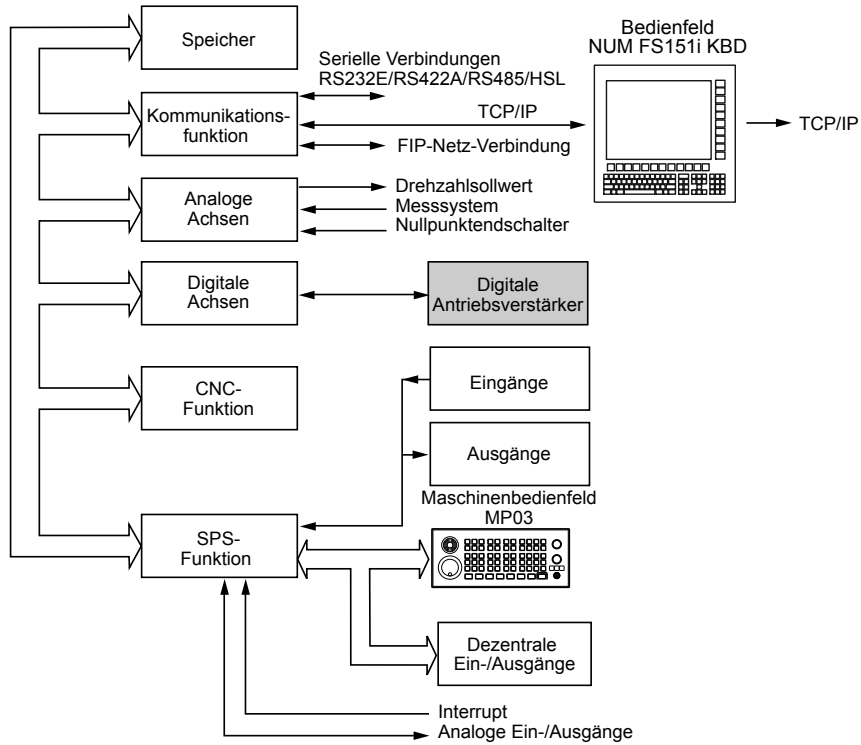 Speicher
Kommunikations-
funktion
Serielle Verbindungen
RS232E/RS422A/RS485/HSL
TCP/IP
FIP-Netz-Verbindung
Bedienfeld
NUM FS151i KBD
TCP/IP
Analoge
Achsen
Drehzahlsollwert
Messsystem
Nullpunktendschalter
Digitale
Achsen
Digitale
Antriebsverstärker
CNC-
Funktion
Eingänge
Ausgänge
Maschinenbedienfeld
MP03
SPS-
Funktion
Dezentrale
Ein-/Ausgänge
Interrupt
Analoge Ein-/Ausgänge